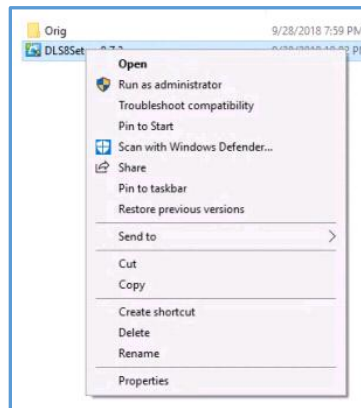 Orig 9/28/2018 7:59 PM
DLS8Set
Open
Run as administrator
Troubleshoot compatibility
Pin to Start
Scan with Windows Defender...
Share
Pin to taskbar
Restore previous versions
Send to
Cut
Copy
Create shortcut
Delete
Rename
Properties